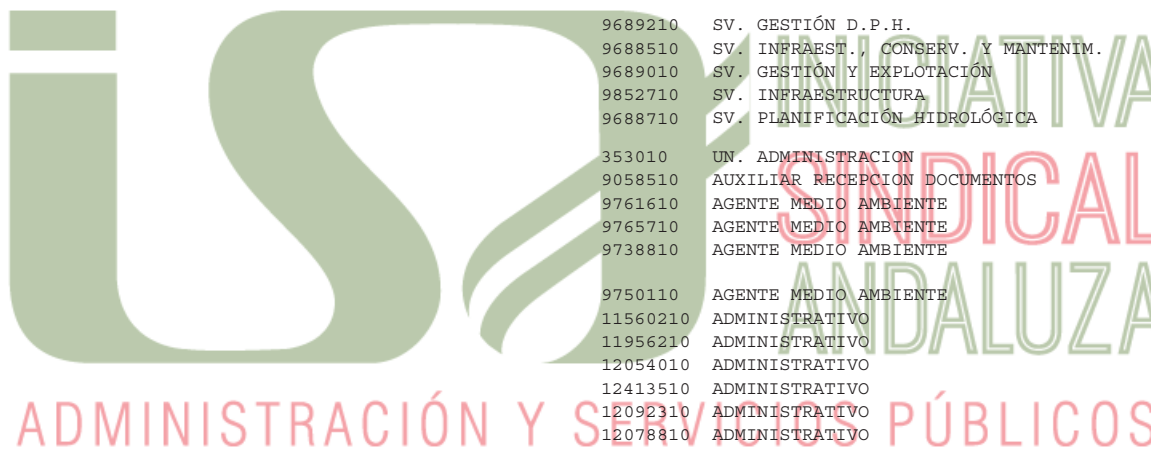 9689210 SV. GESTIÓN D.P.H.
9688510 SV. INFRAEST., CONSERV. Y MANTENIM.
9689010 SV. GESTIÓN Y EXPLOTACIÓN
9852710 SV. INFRAESTRUCTURA
9688710 SV. PLANIFICACIÓN HIDROLÓGICA
353010 UN. ADMINISTRACION
9058510 AUXILIAR RECEPCION DOCUMENTOS
9761610 AGENTE MEDIO AMBIENTE
9765710 AGENTE MEDIO AMBIENTE
9738810 AGENTE MEDIO AMBIENTE
9750110 AGENTE MEDIO AMBIENTE
11560210 ADMINISTRATIVO
11956210 ADMINISTRATIVO
12054010 ADMINISTRATIVO
12413510 ADMINISTRATIVO
12092310 ADMINISTRATIVO
12078810 ADMINISTRATIVO
isa
INICIATIVA
SINDICAL
ANDALUZA
ADMINISTRACIÓN Y SERVICIOS PÚBLICOS